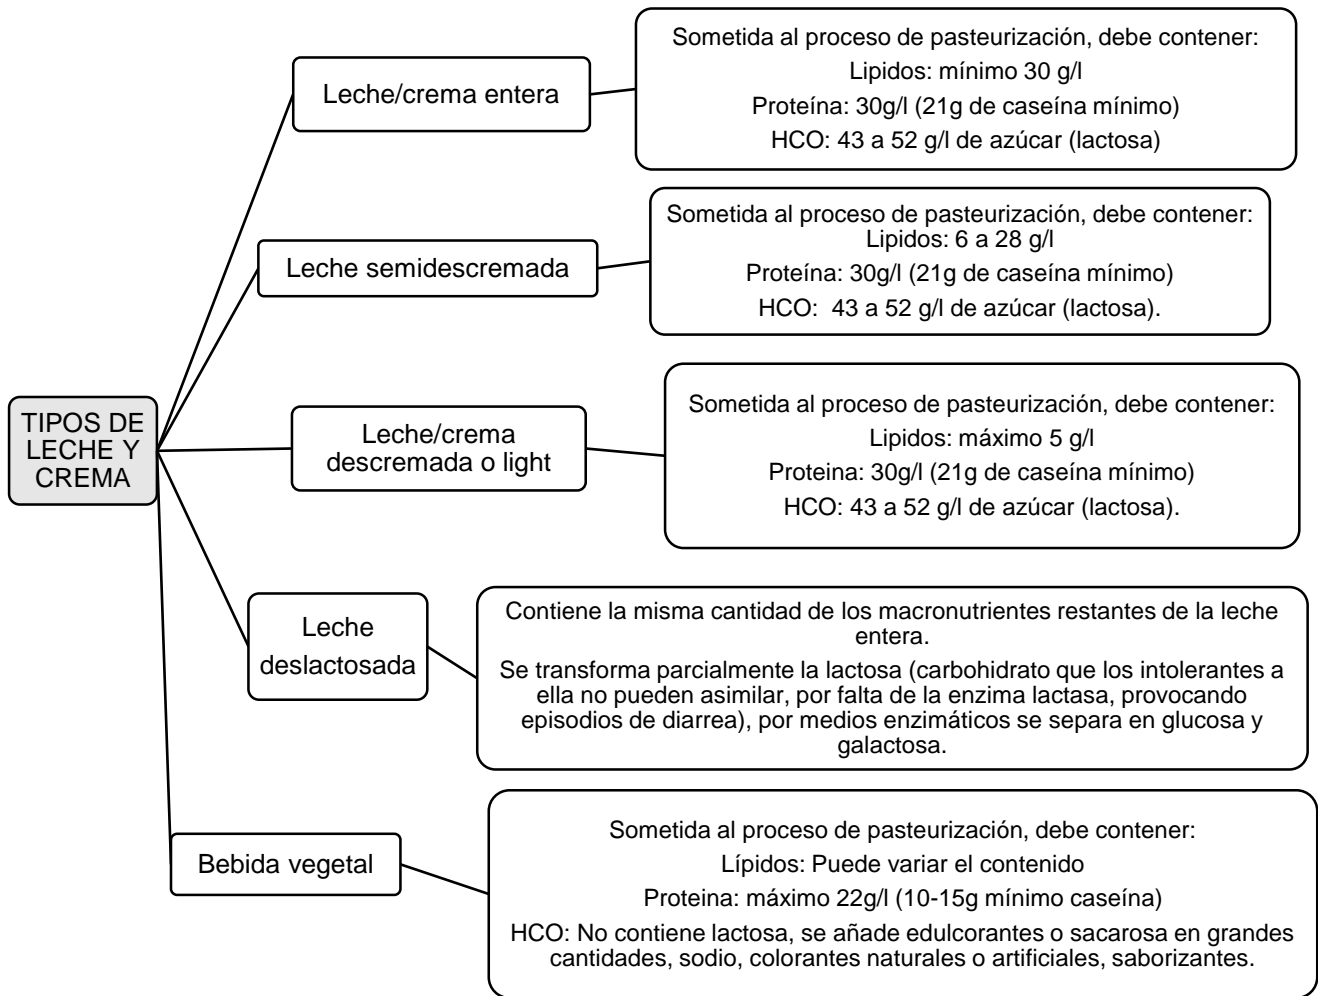 TIPOS DE
LECHE Y
CREMA
Leche/crema entera
Sometida al proceso de pasteurización, debe contener:
Lipidos: mínimo 30 g/l
Proteína: 30g/l (21g de caseína mínimo)
HCO: 43 a 52 g/l de azúcar (lactosa)
Leche semidescremada
Sometida al proceso de pasteurización, debe contener:
Lipidos: 6 a 28 g/l
Proteína: 30g/l (21g de caseína mínimo)
HCO:  43 a 52 g/l de azúcar (lactosa).
Leche/crema
descremada o light
Sometida al proceso de pasteurización, debe contener:
Lipidos: máximo 5 g/l
Proteina: 30g/l (21g de caseína mínimo)
HCO: 43 a 52 g/l de azúcar (lactosa).
Leche
deslactosada
Contiene la misma cantidad de los macronutrientes restantes de la leche
entera.
Se transforma parcialmente la lactosa (carbohidrato que los intolerantes a
ella no pueden asimilar, por falta de la enzima lactasa, provocando
episodios de diarrea), por medios enzimáticos se separa en glucosa y
galactosa.
Bebida vegetal
Sometida al proceso de pasteurización, debe contener:
Lípidos: Puede variar el contenido
Proteina: máximo 22g/l (10-15g mínimo caseína)
HCO: No contiene lactosa, se añade edulcorantes o sacarosa en grandes
cantidades, sodio, colorantes naturales o artificiales, saborizantes.